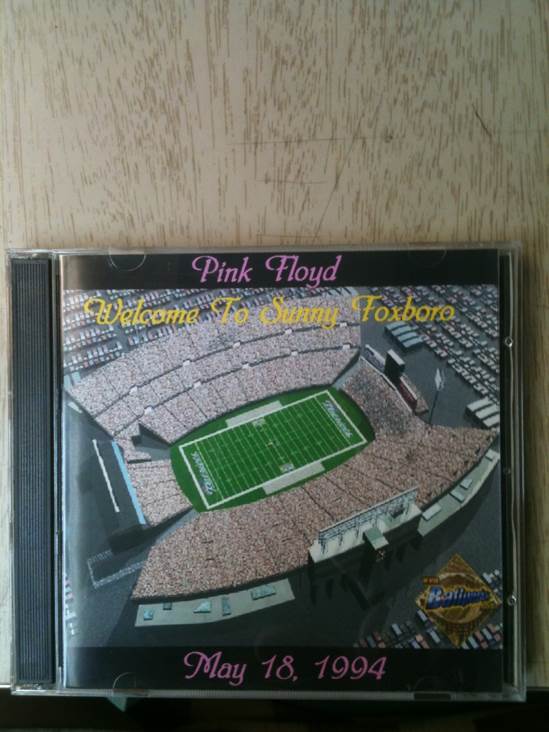 Pink Floyd
Welcome To Sunny Foxboro
May 18, 1994